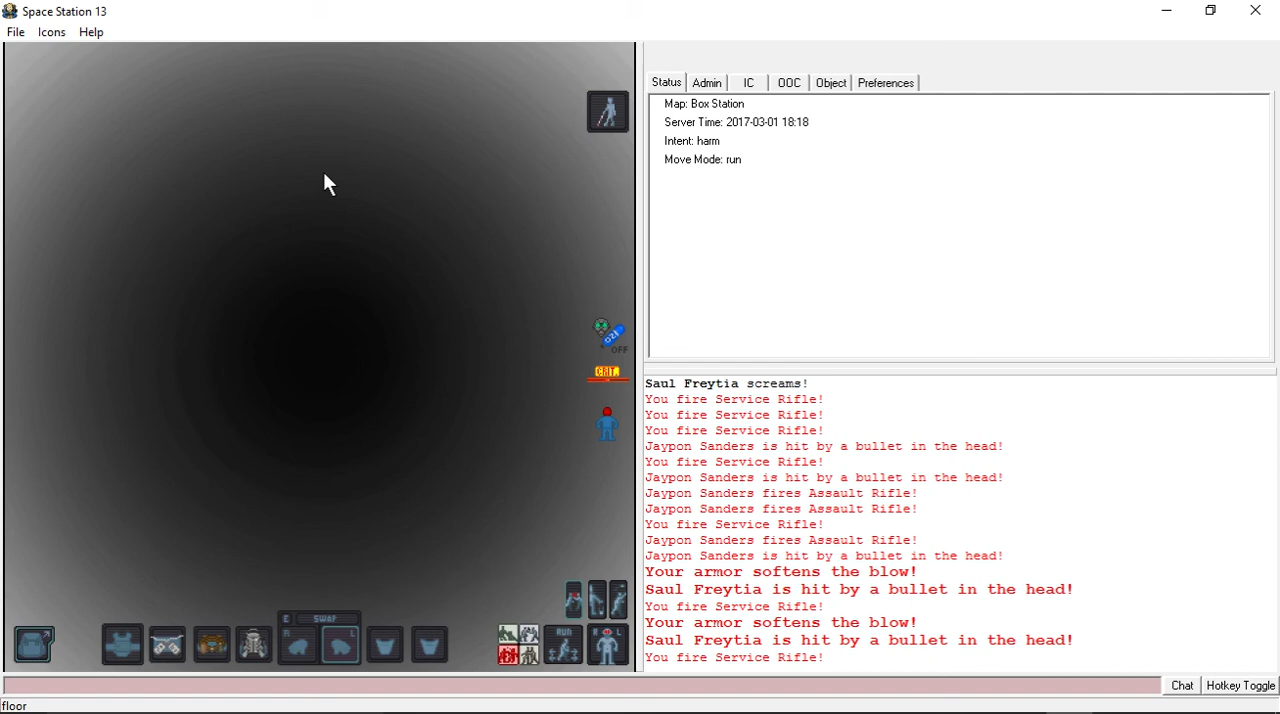 Space Station 13
File Icons Help
Status Admin IC OOC Object Preferences
Map: Box Station
Server Time: 2017-03-01 18:18
Intent: harm
Move Mode: run
OFF
CRIT.
Saul Freytia screams!
You fire Service Rifle!
You fire Service Rifle!
You fire Service Rifle!
Jaypon Sanders is hit by a bullet in the head!
You fire Service Rifle!
Jaypon Sanders is hit by a bullet in the head!
Jaypon Sanders fires Assault Rifle!
Jaypon Sanders fires Assault Rifle!
You fire Service Rifle!
Jaypon Sanders fires Assault Rifle!
Jaypon Sanders is hit by a bullet in the head!
Your armor softens the blow!
Saul Freytia is hit by a bullet in the head!
You fire Service Rifle!
Your armor softens the blow!
Saul Freytia is hit by a bullet in the head!
You fire Service Rifle!
E SWAP
R L
RUN
R L
Chat Hotkey Toggle
floor